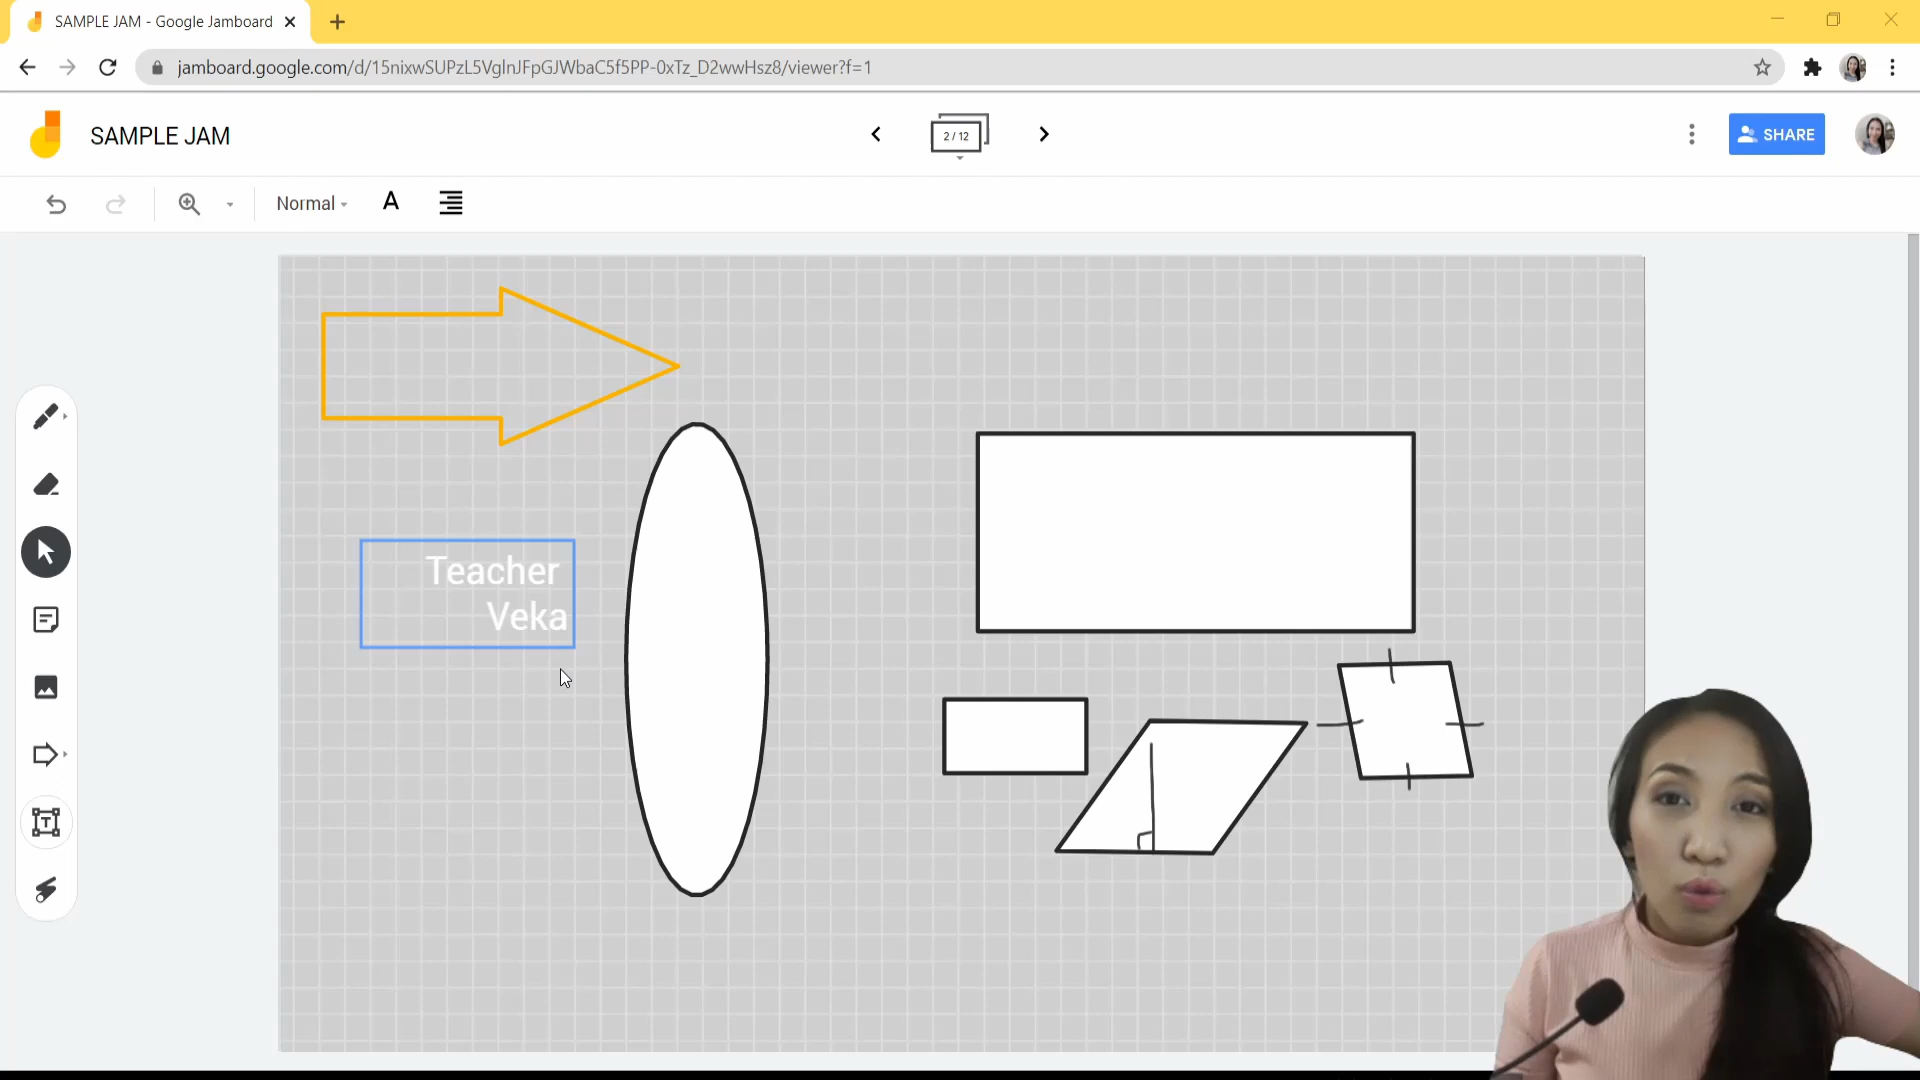 SAMPLE JAM - Google Jamboard
jamboard.google.com/d/15nixwSUPzL5VglnJFpGJWbaC5f5PP-0xTz_D2wwHsz8/viewer?f=1
SAMPLE JAM
2 / 12
SHARE
Normal
A
Teacher
Veka
T